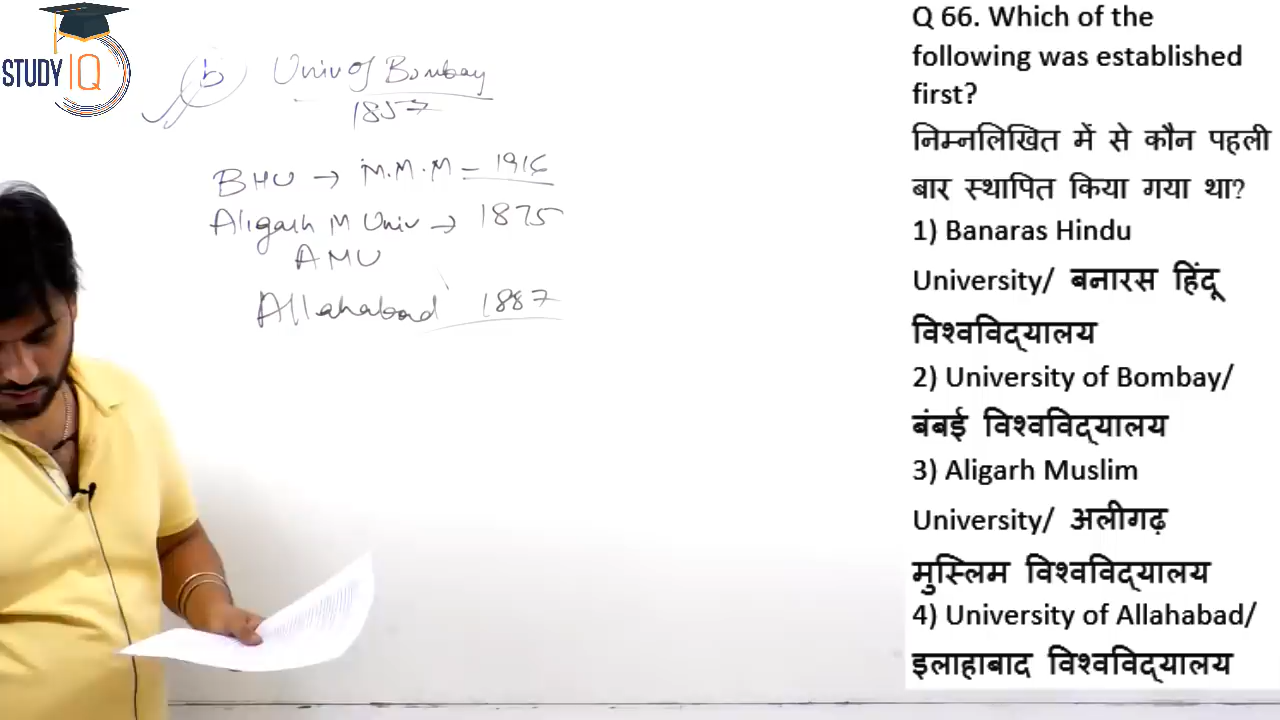 STUDY IQ
b Univ of Bombay
1857
BHU → M.M.M = 1916
Aligarh M Univ → 1875
AMU
Allahabad 1887
Q 66. Which of the
following was established
first?
निम्नलिखित में से कौन पहली
बार स्थापित किया गया था?
1) Banaras Hindu
University/ बनारस हिंदू
विश्वविद्यालय
2) University of Bombay/
बंबई विश्वविद्यालय
3) Aligarh Muslim
University/ अलीगढ़
मुस्लिम विश्वविद्यालय
4) University of Allahabad/
इलाहाबाद विश्वविद्यालय